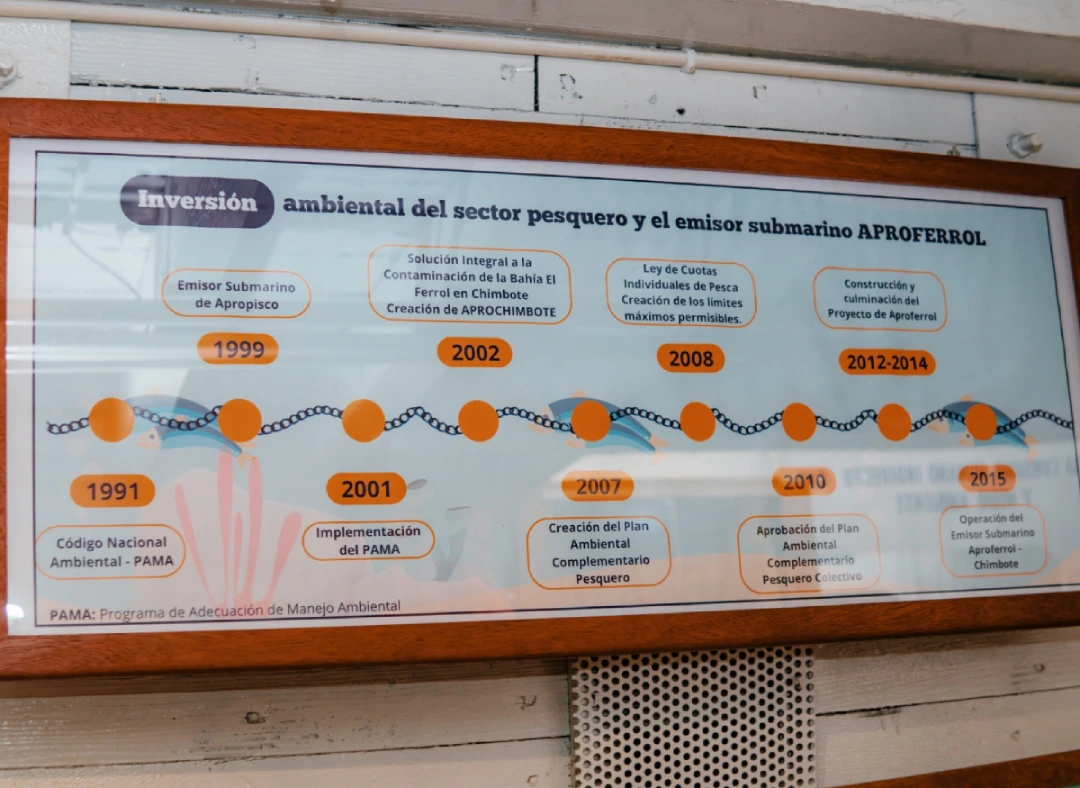 Inversión ambiental del sector pesquero y el emisor submarino APROFERROL
Emisor Submarino
de Apropisco
1999
Solución Integral a la
Contaminación de la Bahía El
Ferrol en Chimbote
Creación de APROCHIMBOTE
2002
Ley de Cuotas
Individuales de Pesca
Creación de los límites
máximos permisibles.
2008
Construcción y
culminación del
Proyecto de Aproferrol
2012-2014
1991
Código Nacional
Ambiental - PAMA
2001
Implementación
del PAMA
2007
Creación del Plan
Ambiental
Complementario
Pesquero
2010
Aprobación del Plan
Ambiental
Complementario
Pesquero Colectivo
2015
Operación del
Emisor Submarino
Aproferrol -
Chimbote
PAMA: Programa de Adecuación de Manejo Ambiental